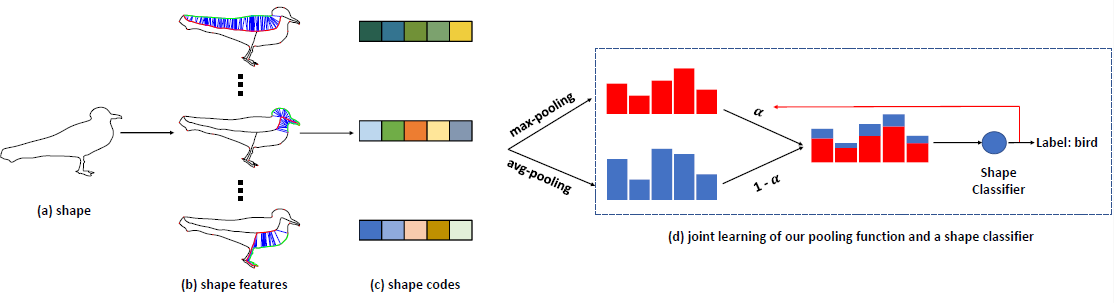 (a) shape
(b) shape features
(c) shape codes
max-pooling
avg-pooling
α
1 - α
Shape
Classifier
Label: bird
(d) joint learning of our pooling function and a shape classifier